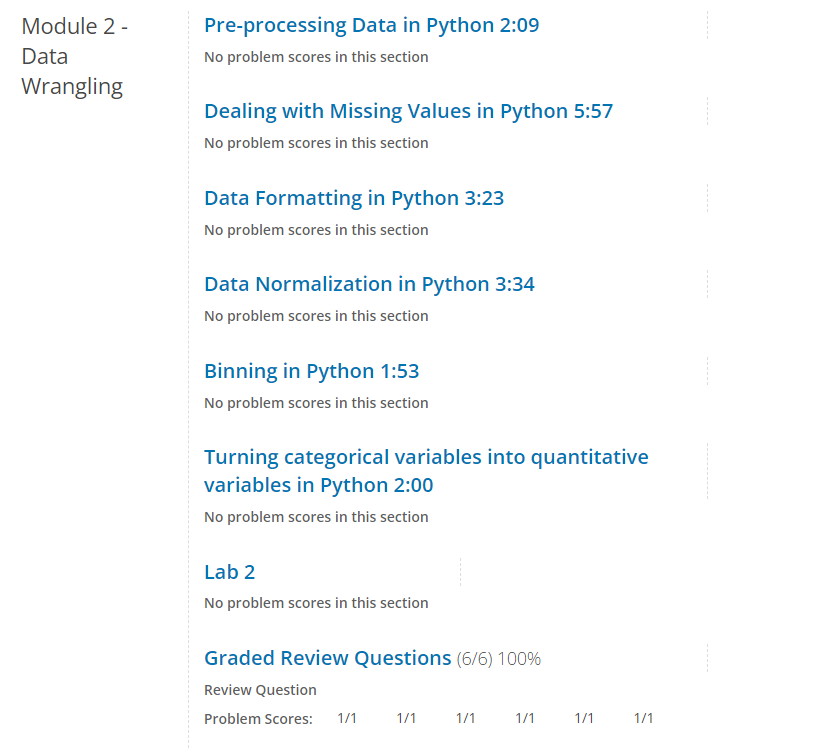 Module 2 -
Data
Wrangling
Pre-processing Data in Python 2:09
No problem scores in this section
Dealing with Missing Values in Python 5:57
No problem scores in this section
Data Formatting in Python 3:23
No problem scores in this section
Data Normalization in Python 3:34
No problem scores in this section
Binning in Python 1:53
No problem scores in this section
Turning categorical variables into quantitative
variables in Python 2:00
No problem scores in this section
Lab 2
No problem scores in this section
Graded Review Questions (6/6) 100%
Review Question
Problem Scores: 1/1 1/1 1/1 1/1 1/1 1/1